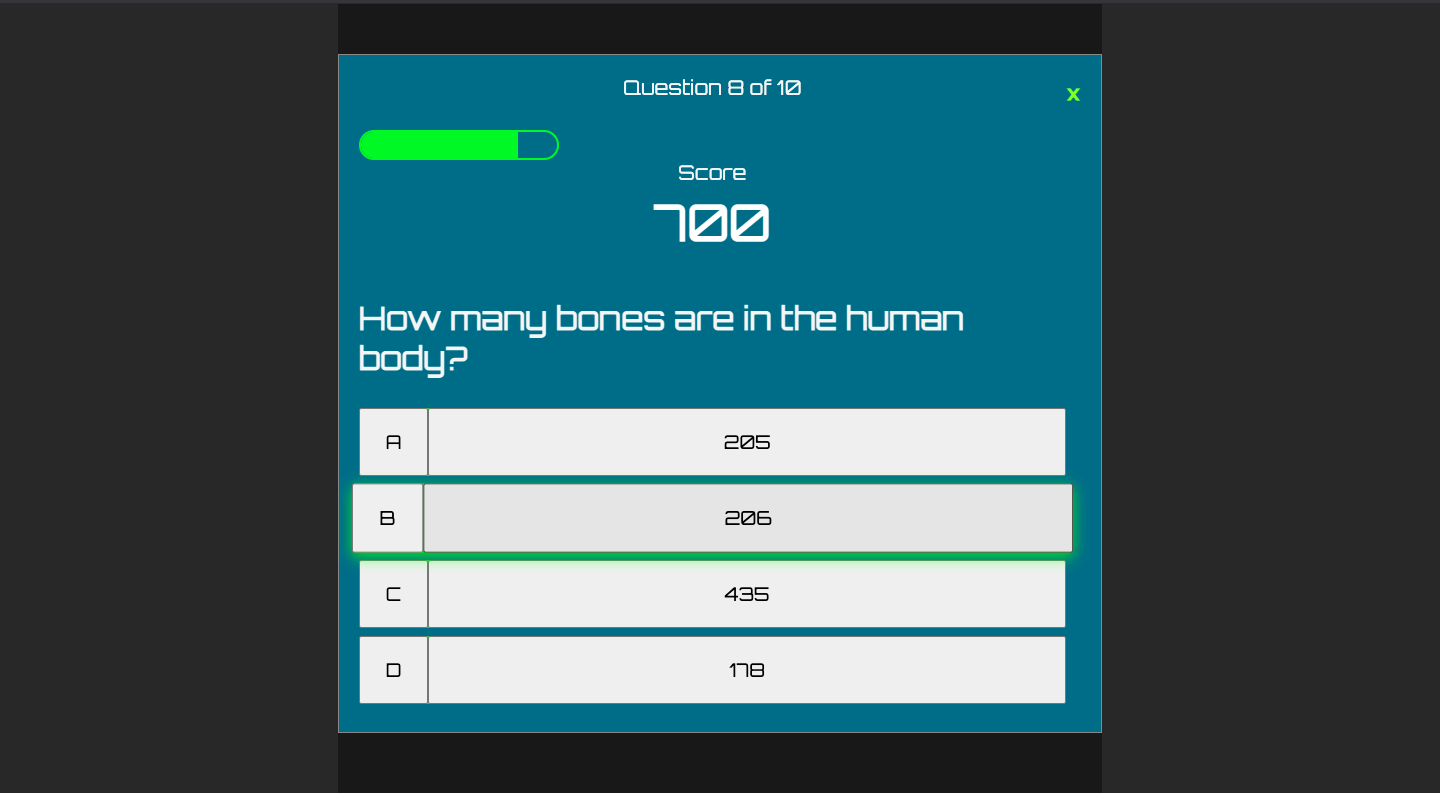 Question 8 of 10
x
Score
700
How many bones are in the human
body?
A 205
B 206
C 435
D 178